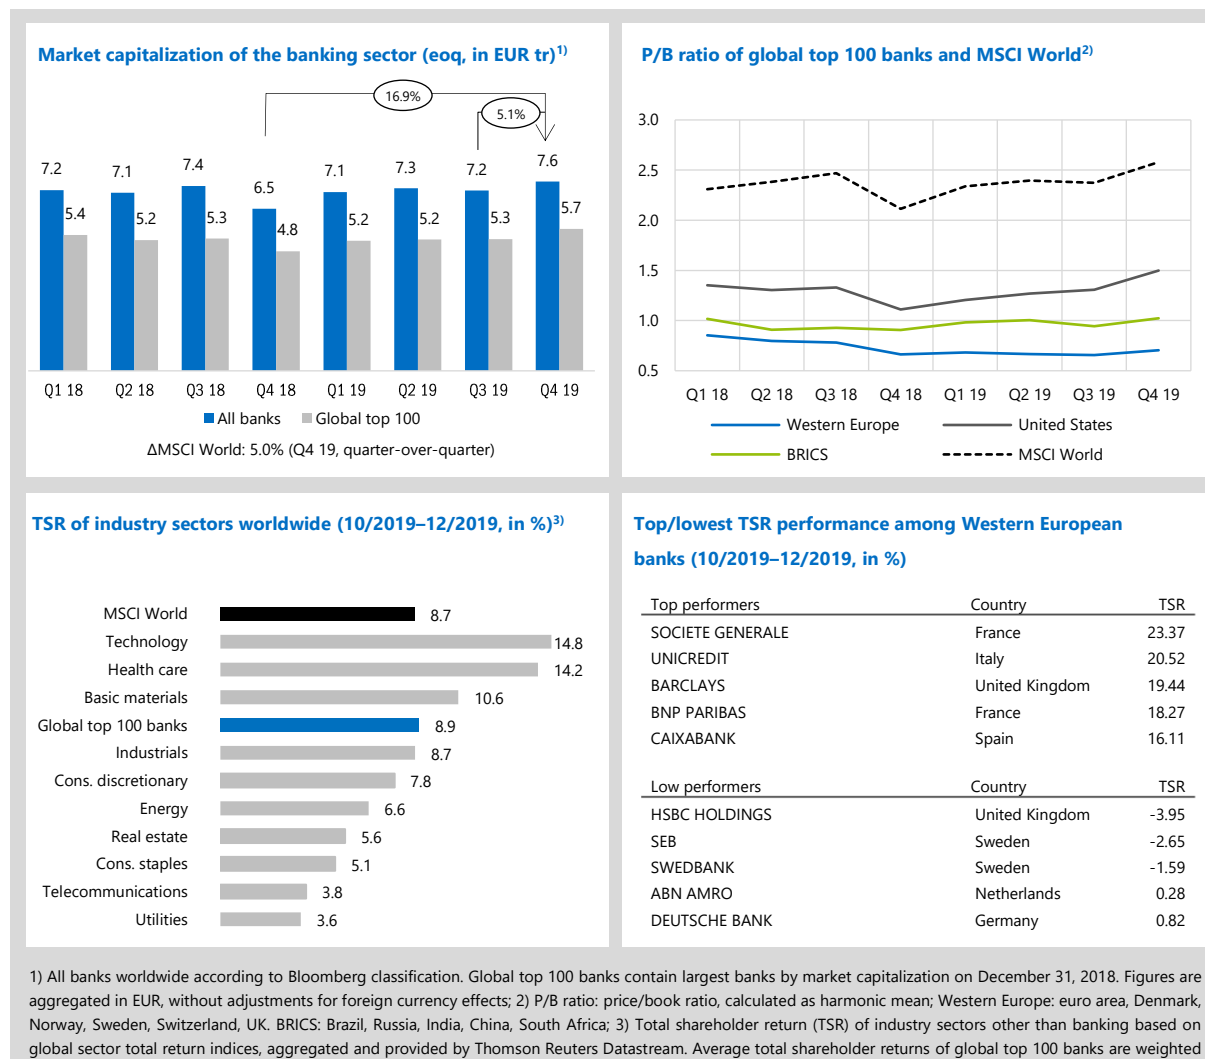 Market capitalization of the banking sector (eoq, in EUR tr)1)
16.9%
5.1%
7.2
7.1
7.4
6.5
7.1
7.3
7.2
7.6
5.4
5.2
5.3
4.8
5.2
5.2
5.3
5.7
Q1 18 Q2 18 Q3 18 Q4 18 Q1 19 Q2 19 Q3 19 Q4 19
All banks Global top 100
ΔMSCI World: 5.0% (Q4 19, quarter-over-quarter)
P/B ratio of global top 100 banks and MSCI World2)
3.0
2.5
2.0
1.5
1.0
0.5
Q1 18 Q2 18 Q3 18 Q4 18 Q1 19 Q2 19 Q3 19 Q4 19
Western Europe United States
BRICS MSCI World
TSR of industry sectors worldwide (10/2019–12/2019, in %)3)
MSCI World 8.7
Technology 14.8
Health care 14.2
Basic materials 10.6
Global top 100 banks 8.9
Industrials 8.7
Cons. discretionary 7.8
Energy 6.6
Real estate 5.6
Cons. staples 5.1
Telecommunications 3.8
Utilities 3.6
Top/lowest TSR performance among Western European
banks (10/2019–12/2019, in %)
Top performers Country TSR
SOCIETE GENERALE France 23.37
UNICREDIT Italy 20.52
BARCLAYS United Kingdom 19.44
BNP PARIBAS France 18.27
CAIXABANK Spain 16.11
Low performers Country TSR
HSBC HOLDINGS United Kingdom -3.95
SEB Sweden -2.65
SWEDBANK Sweden -1.59
ABN AMRO Netherlands 0.28
DEUTSCHE BANK Germany 0.82
1) All banks worldwide according to Bloomberg classification. Global top 100 banks contain largest banks by market capitalization on December 31, 2018. Figures are
aggregated in EUR, without adjustments for foreign currency effects; 2) P/B ratio: price/book ratio, calculated as harmonic mean; Western Europe: euro area, Denmark,
Norway, Sweden, Switzerland, UK. BRICS: Brazil, Russia, India, China, South Africa; 3) Total shareholder return (TSR) of industry sectors other than banking based on
global sector total return indices, aggregated and provided by Thomson Reuters Datastream. Average total shareholder returns of global top 100 banks are weighted